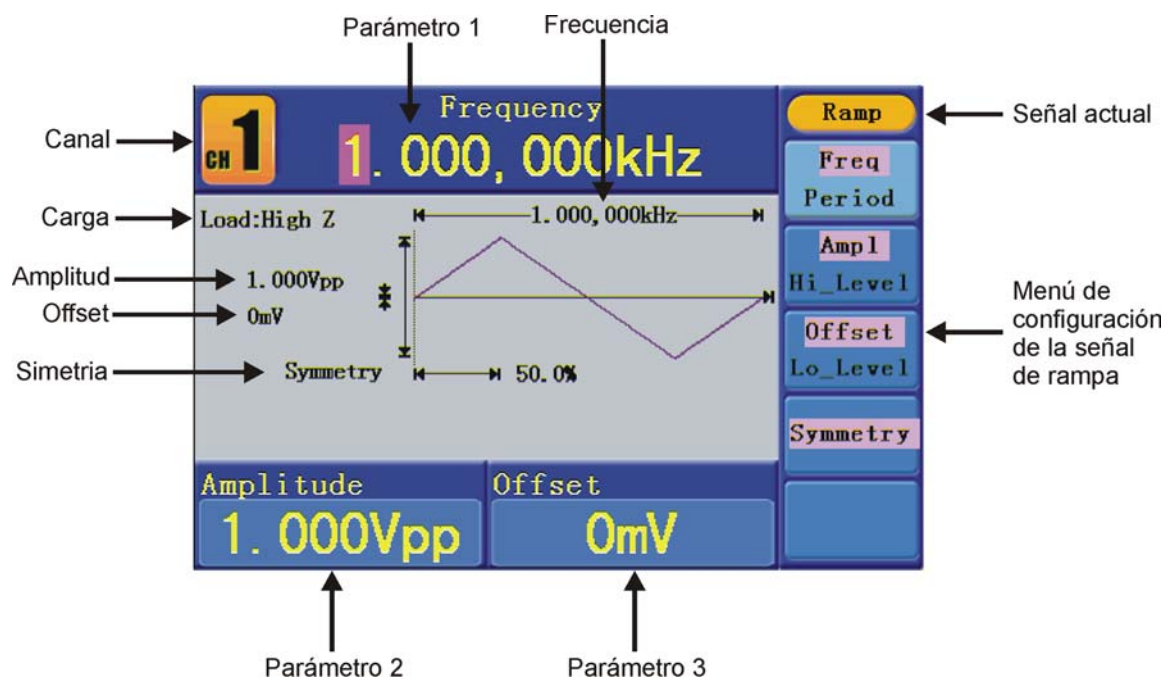 Parámetro 1
Frecuencia
Canal
CH 1
Frequency
1.000,000kHz
Ramp
Señal actual
Freq
Period
Carga
Load:High Z
1.000,000kHz
Ampl
Hi_Level
Amplitud
1.000Vpp
Offset
0mV
Offset
Lo_Level
Menú de
configuración
de la señal
de rampa
Simetria
Symmetry
50.0%
Symmetry
Amplitude
1.000Vpp
Offset
0mV
Parámetro 2
Parámetro 3